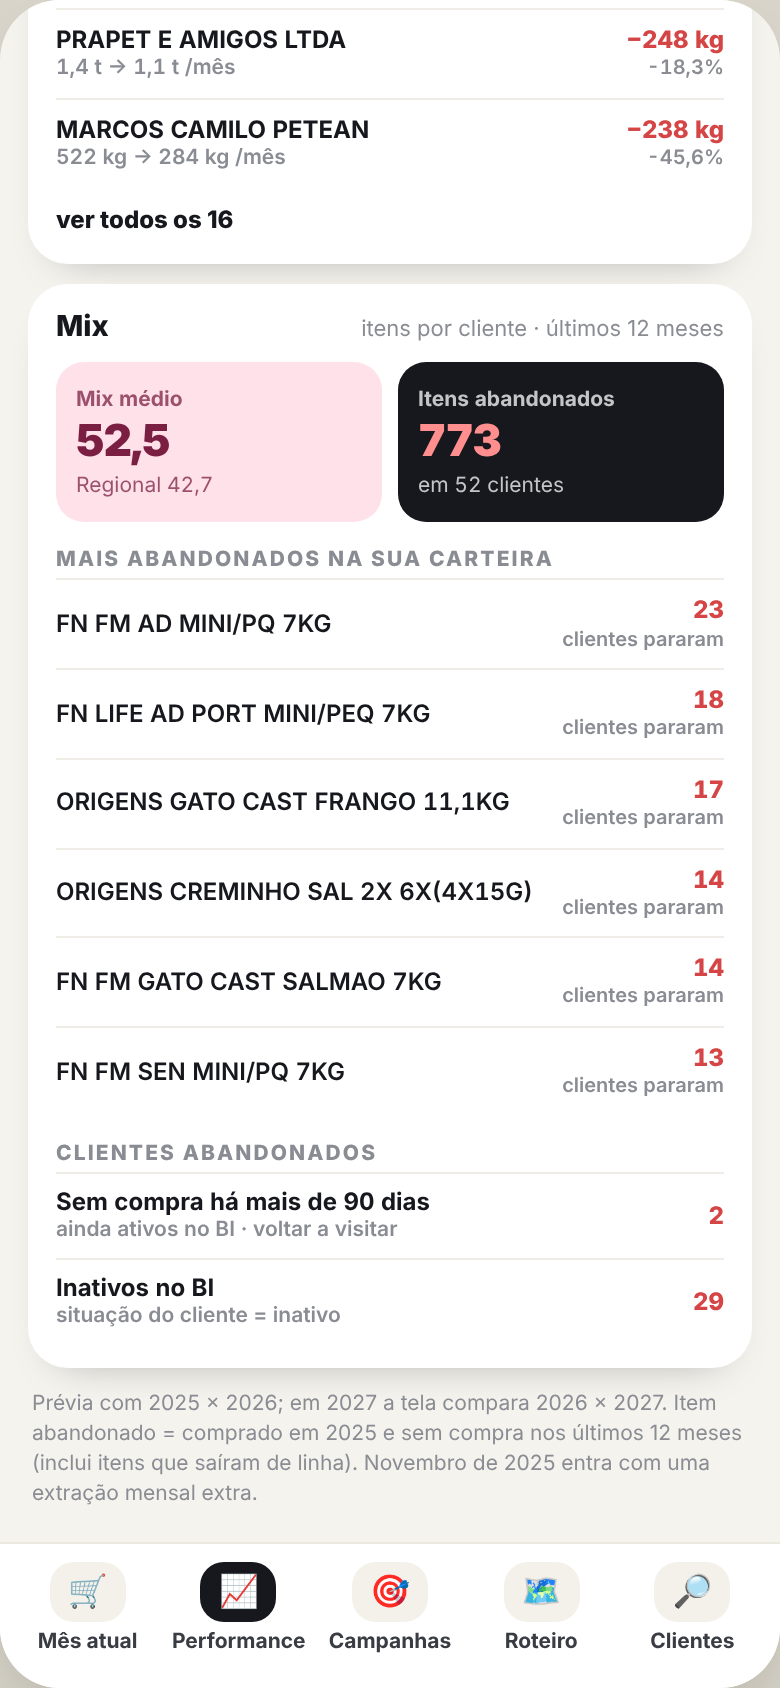 PRAPET E AMIGOS LTDA
−248 kg
1,4 t → 1,1 t /mês
-18,3%
MARCOS CAMILO PETEAN
−238 kg
522 kg → 284 kg /mês
-45,6%
ver todos os 16
Mix
itens por cliente · últimos 12 meses
Mix médio
52,5
Regional 42,7
Itens abandonados
773
em 52 clientes
MAIS ABANDONADOS NA SUA CARTEIRA
FN FM AD MINI/PQ 7KG
23
clientes pararam
FN LIFE AD PORT MINI/PEQ 7KG
18
clientes pararam
ORIGENS GATO CAST FRANGO 11,1KG
17
clientes pararam
ORIGENS CREMINHO SAL 2X 6X(4X15G)
14
clientes pararam
FN FM GATO CAST SALMAO 7KG
14
clientes pararam
FN FM SEN MINI/PQ 7KG
13
clientes pararam
CLIENTES ABANDONADOS
Sem compra há mais de 90 dias
ainda ativos no BI · voltar a visitar
2
Inativos no BI
situação do cliente = inativo
29
Prévia com 2025 × 2026; em 2027 a tela compara 2026 × 2027. Item
abandonado = comprado em 2025 e sem compra nos últimos 12 meses
(inclui itens que saíram de linha). Novembro de 2025 entra com uma
extração mensal extra.
Mês atual
Performance
Campanhas
Roteiro
Clientes